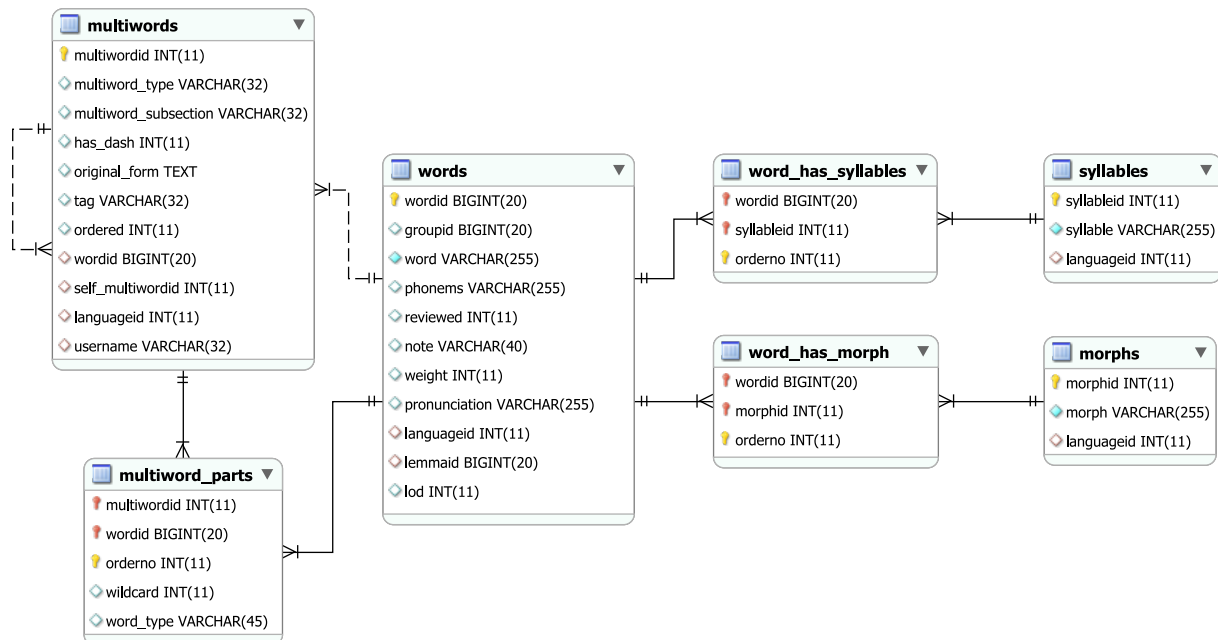 multiwords
multiwordid INT(11)
multiword_type VARCHAR(32)
multiword_subsection VARCHAR(32)
has_dash INT(11)
original_form TEXT
tag VARCHAR(32)
ordered INT(11)
wordid BIGINT(20)
self_multiwordid INT(11)
languageid INT(11)
username VARCHAR(32)
multiword_parts
multiwordid INT(11)
wordid BIGINT(20)
orderno INT(11)
wildcard INT(11)
word_type VARCHAR(45)
words
wordid BIGINT(20)
groupid BIGINT(20)
word VARCHAR(255)
phonems VARCHAR(255)
reviewed INT(11)
note VARCHAR(40)
weight INT(11)
pronunciation VARCHAR(255)
languageid INT(11)
lemmaid BIGINT(20)
lod INT(11)
word_has_syllables
wordid BIGINT(20)
syllableid INT(11)
orderno INT(11)
word_has_morph
wordid BIGINT(20)
morphid INT(11)
orderno INT(11)
syllables
syllableid INT(11)
syllable VARCHAR(255)
languageid INT(11)
morphs
morphid INT(11)
morph VARCHAR(255)
languageid INT(11)